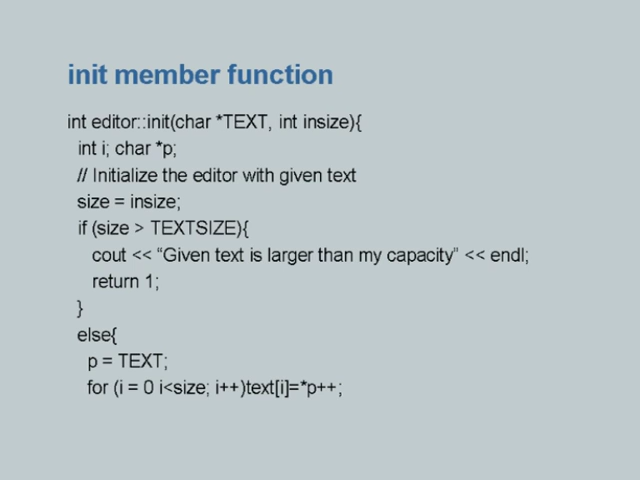 init member function
int editor::init(char *TEXT, int insize){
int i; char *p;
// Initialize the editor with given text
size = insize;
if (size > TEXTSIZE){
cout << “Given text is larger than my capacity” << endl;
return 1;
}
else{
p = TEXT;
for (i = 0 i<size; i++)text[i]=*p++;